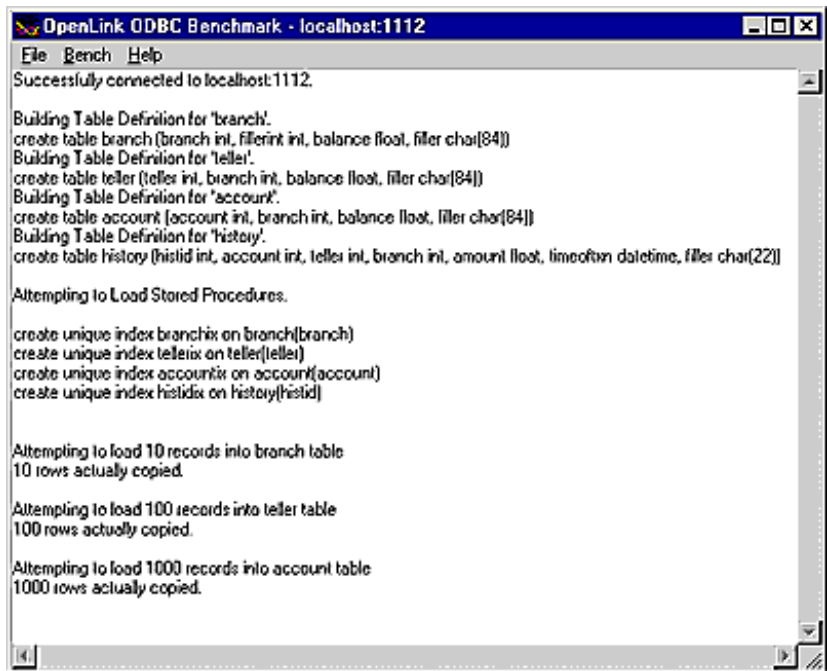 OpenLink ODBC Benchmark - localhost:1112
File Bench Help
Successfully connected to localhost:1112.
Building Table Definition for 'branch'.
create table branch (branch int, fillerint int, balance float, filler char(84))
Building Table Definition for 'teller'.
create table teller (teller int, branch int, balance float, filler char(84))
Building Table Definition for 'account'.
create table account (account int, branch int, balance float, filler char(84))
Building Table Definition for 'history'.
create table history (histid int, account int, teller int, branch int, amount float, timeoftxn datetime, filler char(22))
Attempting to Load Stored Procedures.
create unique index branchix on branch(branch)
create unique index tellerix on teller(teller)
create unique index accountix on account(account)
create unique index histidix on history(histid)
Attempting to load 10 records into branch table
10 rows actually copied.
Attempting to load 100 records into teller table
100 rows actually copied.
Attempting to load 1000 records into account table
1000 rows actually copied.